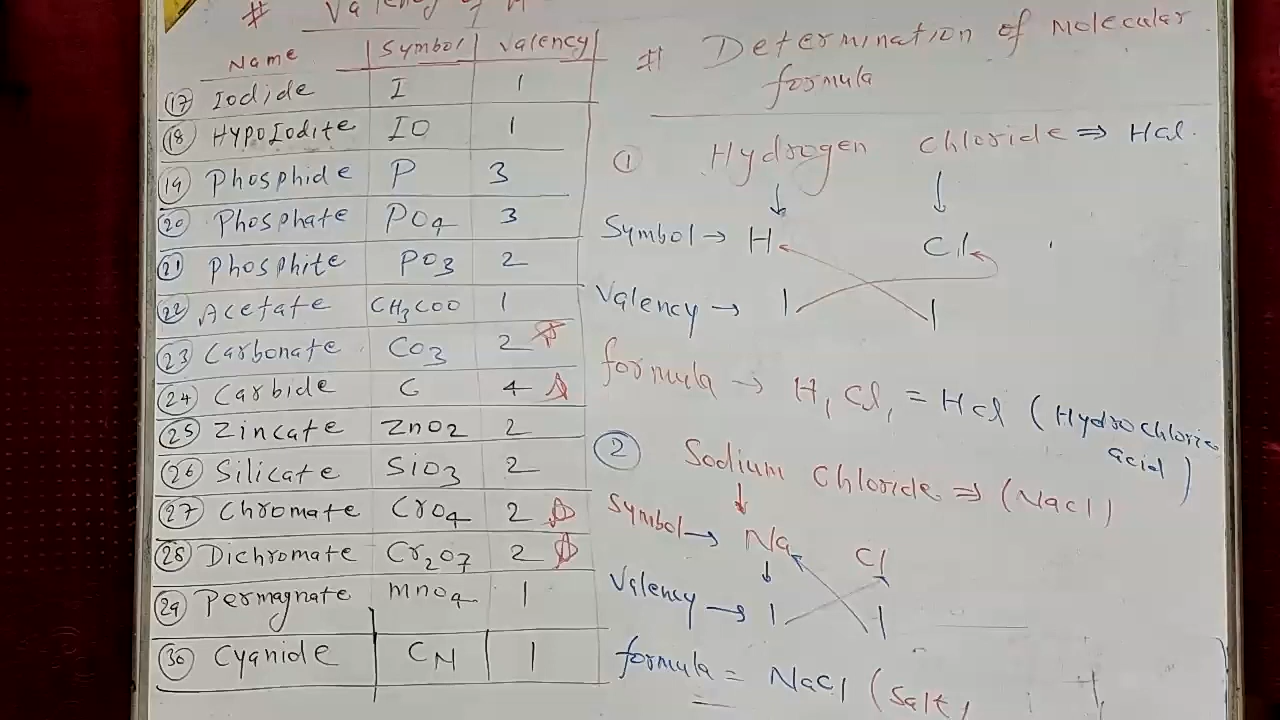 # Valency of
Name Symbol Valency
(17) Iodide I 1
(18) HYPOIodite IO 1
(19) Phosphide P 3
(20) Phosphate PO4 3
(21) Phosphite PO3 2
(22) Acetate CH3COO 1
(23) Carbonate CO3 2
(24) Carbide C 4
(25) Zincate ZnO2 2
(26) Silicate SiO3 2
(27) Chromate CrO4 2
(28) Dichromate Cr2O7 2
(29) Permagnate mnO4 1
(30) Cyanide CN 1
# Determination of Molecular
formula
(1) Hydrogen Chloride ⇒ HCl.
↓ ↓
Symbol → H Cl
Valency → 1 1
formula → H1 Cl1 = HCl (Hydrochloric
acid)
(2) Sodium Chloride ⇒ (NaCl)
↓
Symbol → Na Cl
↓
Valency → 1 1
formula = NaCl (Salt)